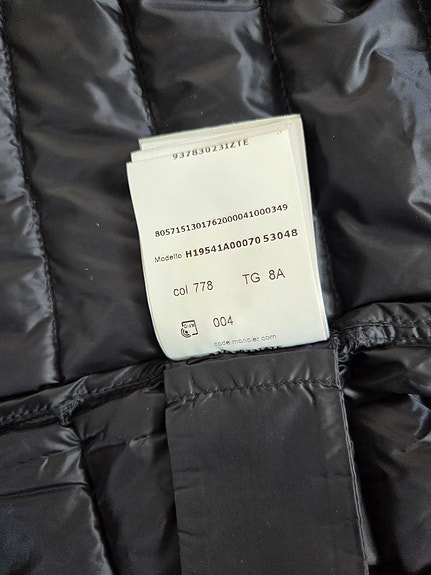 937830231ZTE
8057151301762000041000349
Modello H19541A00070 53048
col 778 TG 8A
004
code.moncler.com